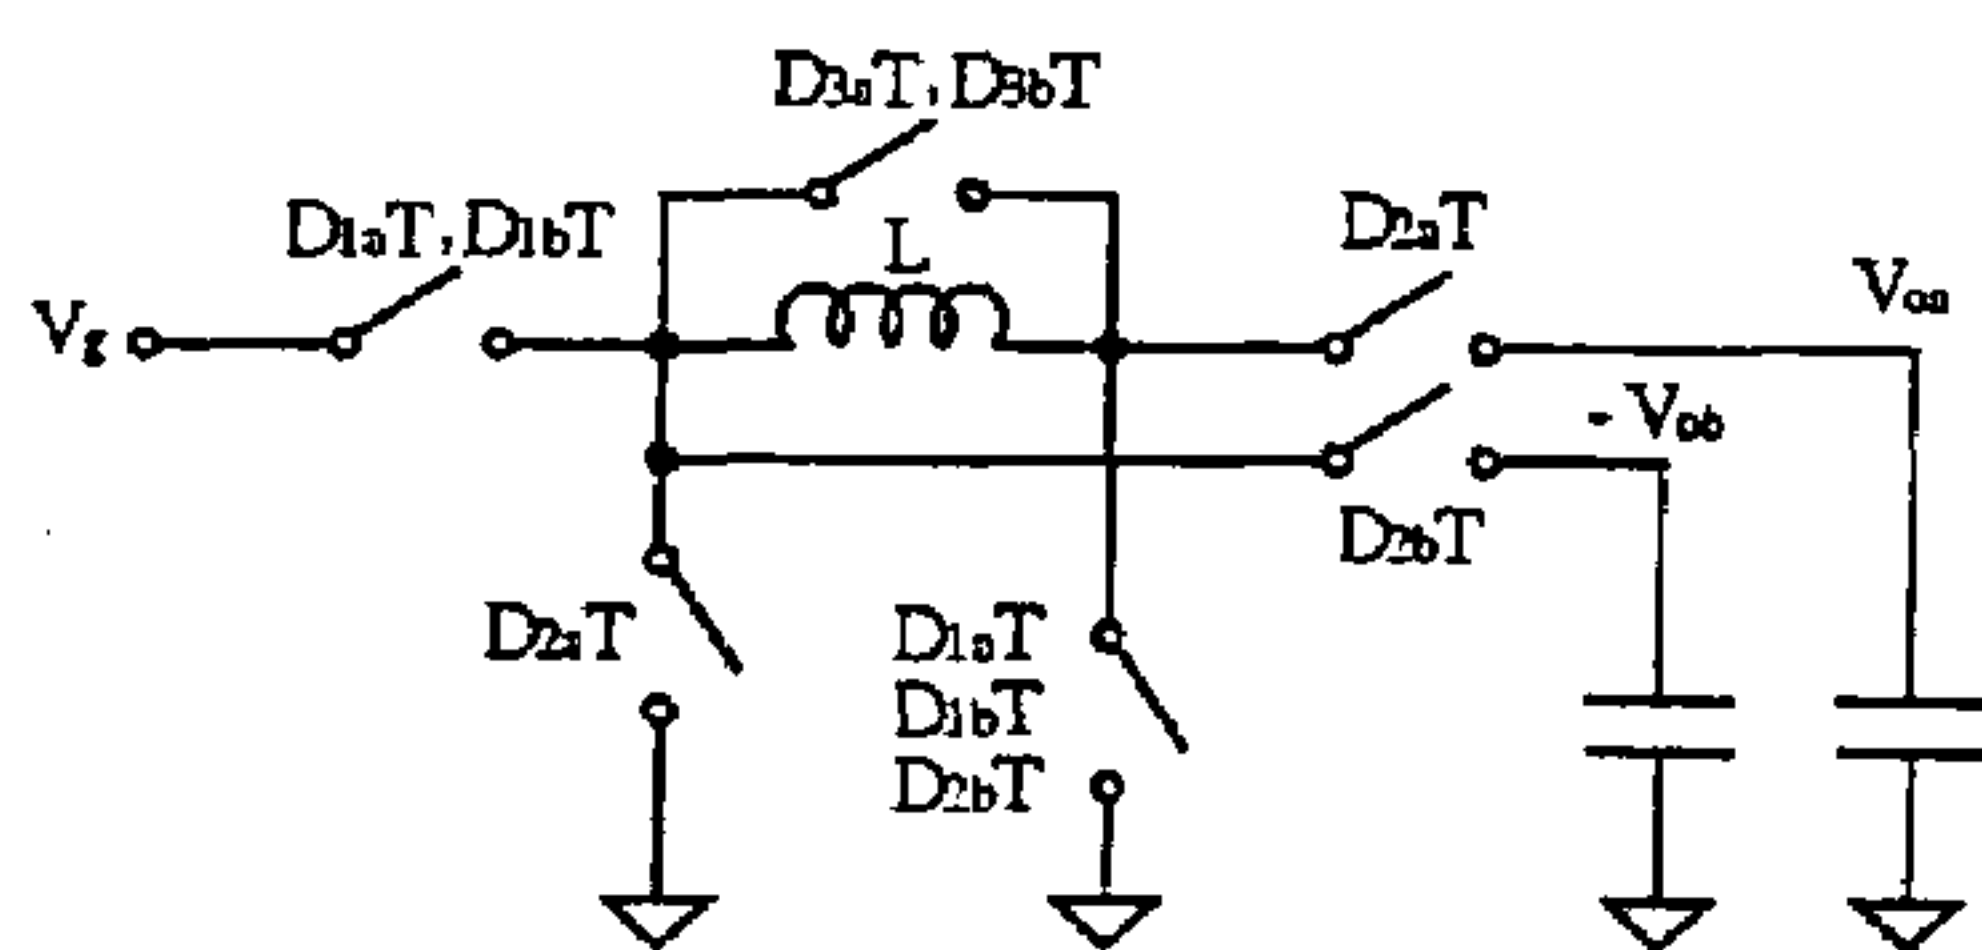 D3aT, D3bT
D1aT, D1bT
L
D2aT
Vg
Voa
- Vob
D2bT
D2aT
D1aT
D1bT
D2bT